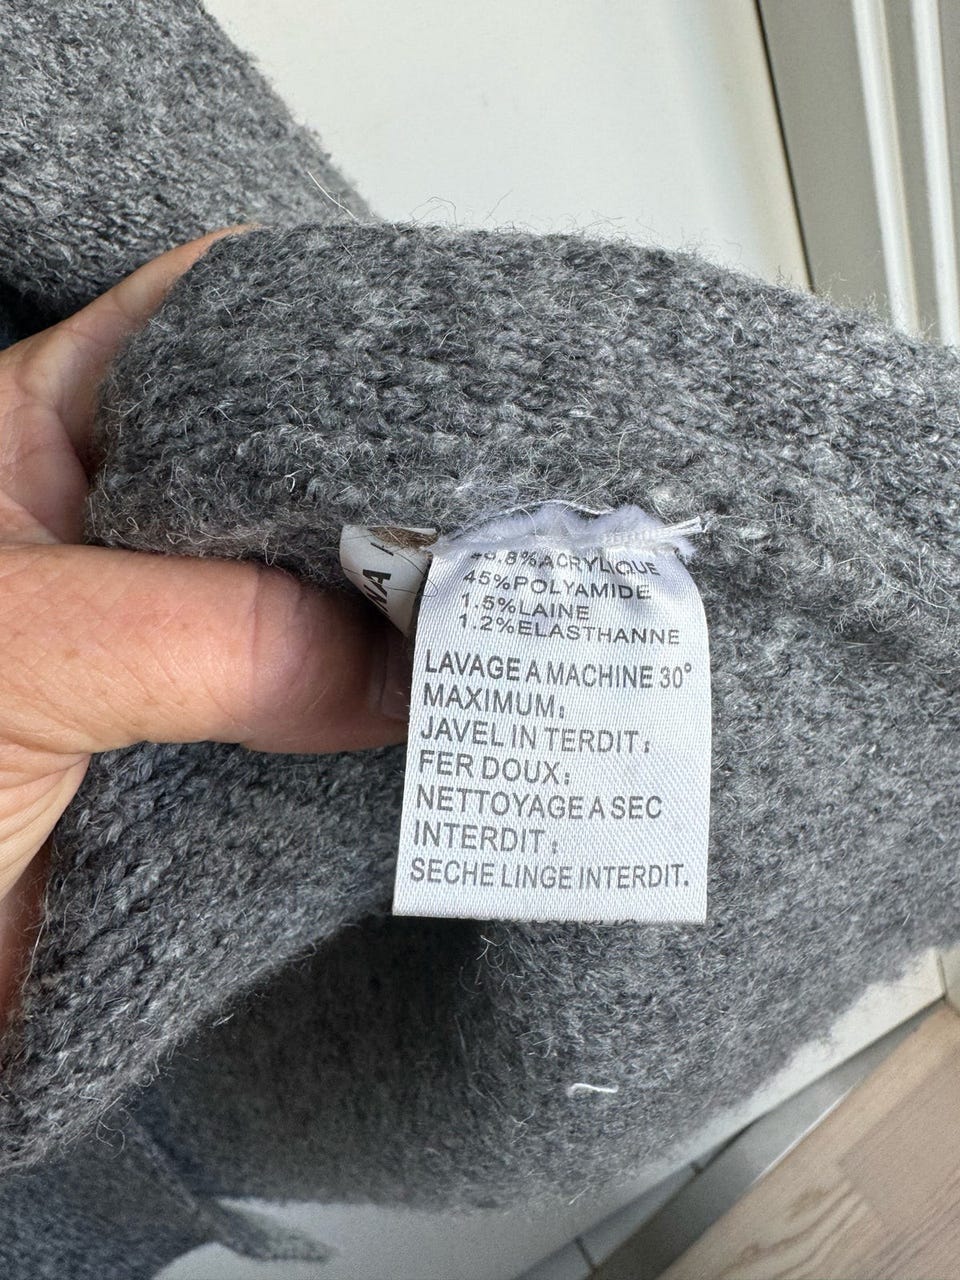 ACRYLIQUE
45%POLYAMIDE
1.5%LAINE
1.2%ELASTHANNE
LAVAGE A MACHINE 30°
MAXIMUM:
JAVEL IN TERDIT:
FER DOUX:
NETTOYAGE A SEC
INTERDIT:
SECHE LINGE INTERDIT.